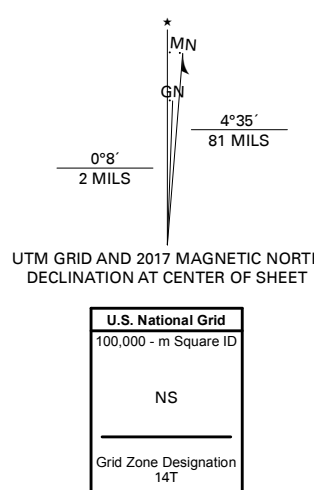 ★
MN
GN
4°35´
81 MILS
0°8´
2 MILS
UTM GRID AND 2017 MAGNETIC NORTH
DECLINATION AT CENTER OF SHEET
U.S. National Grid
100,000 - m Square ID
NS
Grid Zone Designation
14T